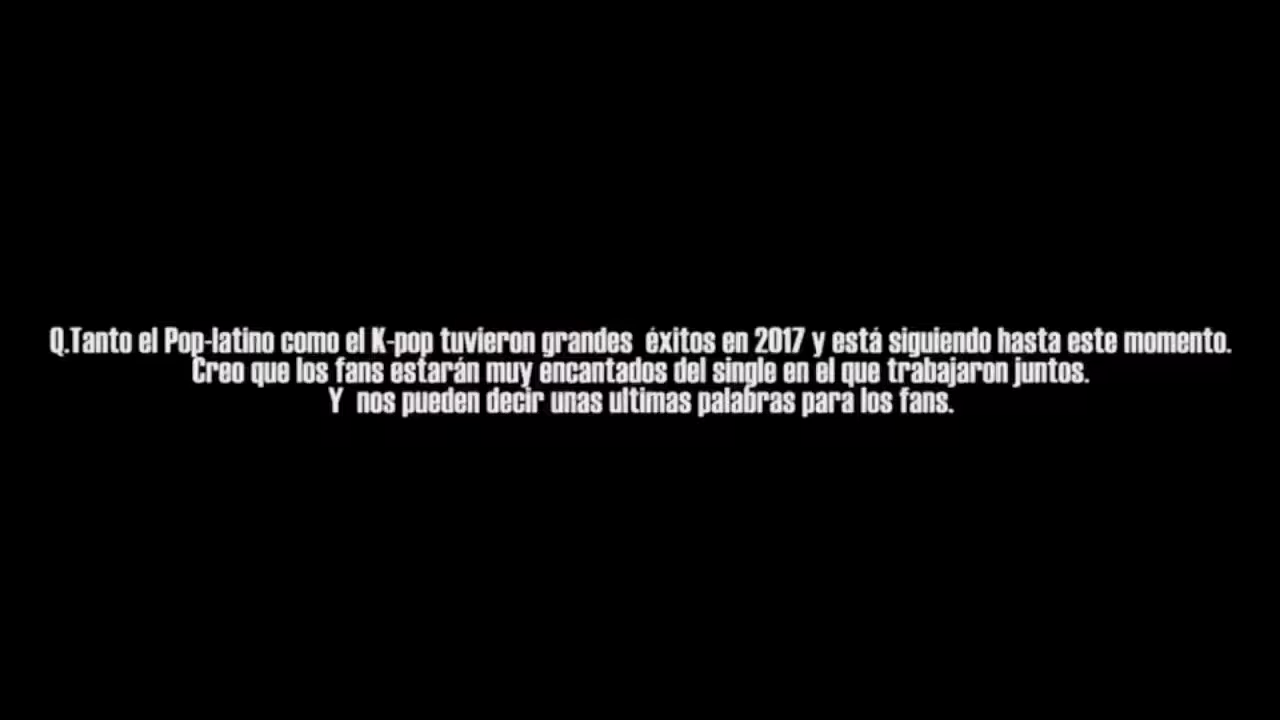 Q.Tanto el Pop-latino como el K-pop tuvieron grandes  éxitos en 2017 y está siguiendo hasta este momento.
Creo que los fans estarán muy encantados del single en el que trabajaron juntos.
Y  nos pueden decir unas ultimas palabras para los fans.